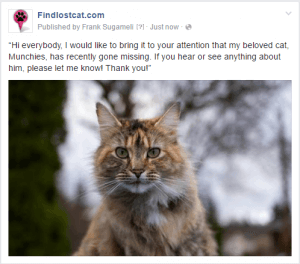 Findlostcat.com
Published by Frank Sugameli [?] · Just now ·
"Hi everybody, I would like to bring it to your attention that my beloved cat,
Munchies, has recently gone missing. If you hear or see anything about
him, please let me know! Thank you!"